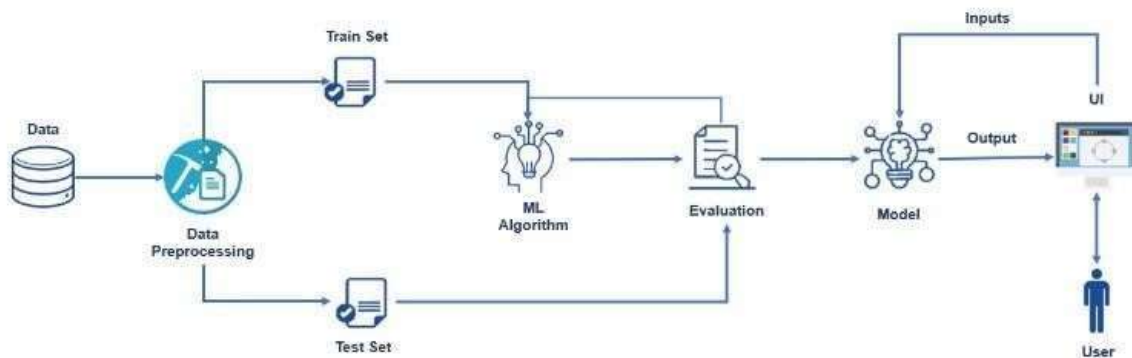 Inputs
Train Set
UI
Data
Output
ML
Algorithm
Evaluation
Model
Data
Preprocessing
Test Set
User